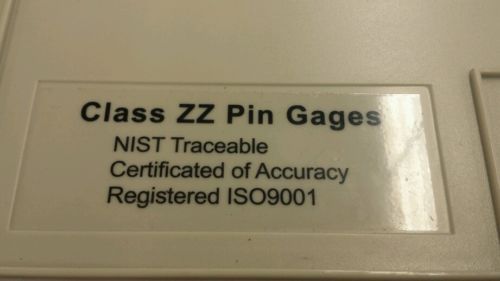 Class ZZ Pin Gages
NIST Traceable
Certificated of Accuracy
Registered ISO9001